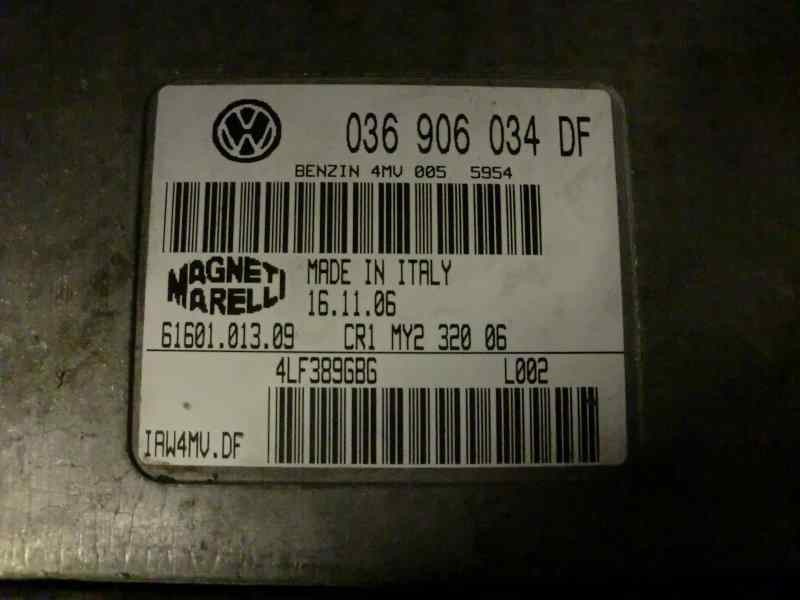 036 906 034 DF
BENZIN 4MV 005 5954
MAGNETI MARELLI
MADE IN ITALY
16.11.06
61601.013.09 CR1 MY2 320 06
4LF389686 L002
IAW4MV.DF